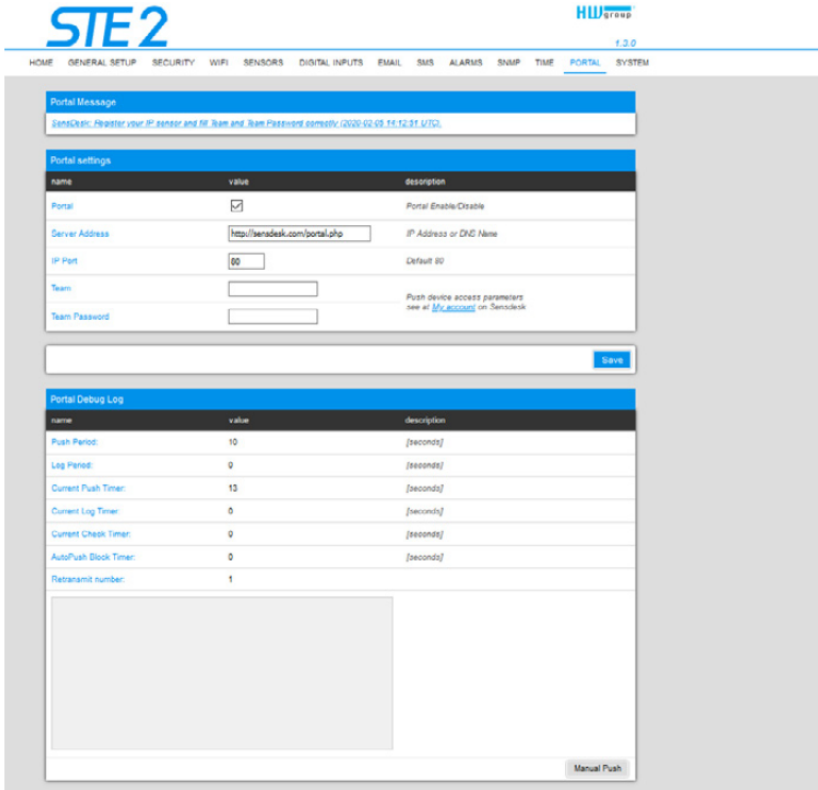 STE 2
HW group
1.3.0
HOME GENERAL SETUP SECURITY WIFI SENSORS DIGITAL INPUTS EMAIL SMS ALARMS SNMP TIME PORTAL SYSTEM
Portal Message
SensDesk: Register your IP sensor and fill Team and Team Password correctly (2020-02-05 14:12:51 UTC).
Portal settings
name value description
Portal Portal Enable/Disable
Server Address http://sensdesk.com/portal.php IP Address or DNS Name
IP Port 80 Default 80
Team
Push device access parameters
see at My account on Sensdesk
Team Password
Save
Portal Debug Log
name value description
Push Period: 10 [seconds]
Log Period: 0 [seconds]
Current Push Timer: 13 [seconds]
Current Log Timer: 0 [seconds]
Current Check Timer: 0 [seconds]
AutoPush Block Timer: 0 [seconds]
Retransmit number: 1
Manual Push